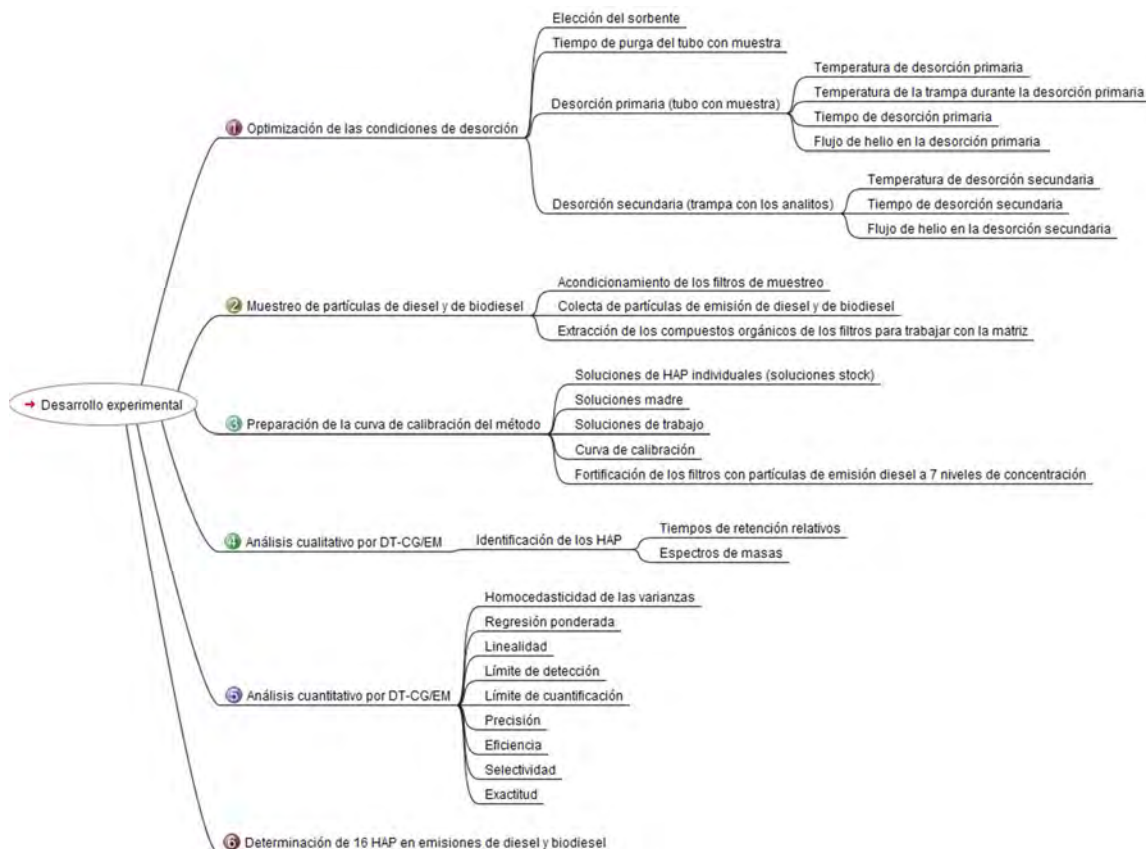 Desarrollo experimental
1 Optimización de las condiciones de desorción
Elección del sorbente
Tiempo de purga del tubo con muestra
Desorción primaria (tubo con muestra)
Temperatura de desorción primaria
Temperatura de la trampa durante la desorción primaria
Tiempo de desorción primaria
Flujo de helio en la desorción primaria
Desorción secundaria (trampa con los analitos)
Temperatura de desorción secundaria
Tiempo de desorción secundaria
Flujo de helio en la desorción secundaria
2 Muestreo de partículas de diesel y de biodiesel
Acondicionamiento de los filtros de muestreo
Colecta de partículas de emisión de diesel y de biodiesel
Extracción de los compuestos orgánicos de los filtros para trabajar con la matriz
3 Preparación de la curva de calibración del método
Soluciones de HAP individuales (soluciones stock)
Soluciones madre
Soluciones de trabajo
Curva de calibración
Fortificación de los filtros con partículas de emisión diesel a 7 niveles de concentración
4 Análisis cualitativo por DT-CG/EM
Identificación de los HAP
Tiempos de retención relativos
Espectros de masas
5 Análisis cuantitativo por DT-CG/EM
Homocedasticidad de las varianzas
Regresión ponderada
Linealidad
Límite de detección
Límite de cuantificación
Precisión
Eficiencia
Selectividad
Exactitud
6 Determinación de 16 HAP en emisiones de diesel y biodiesel